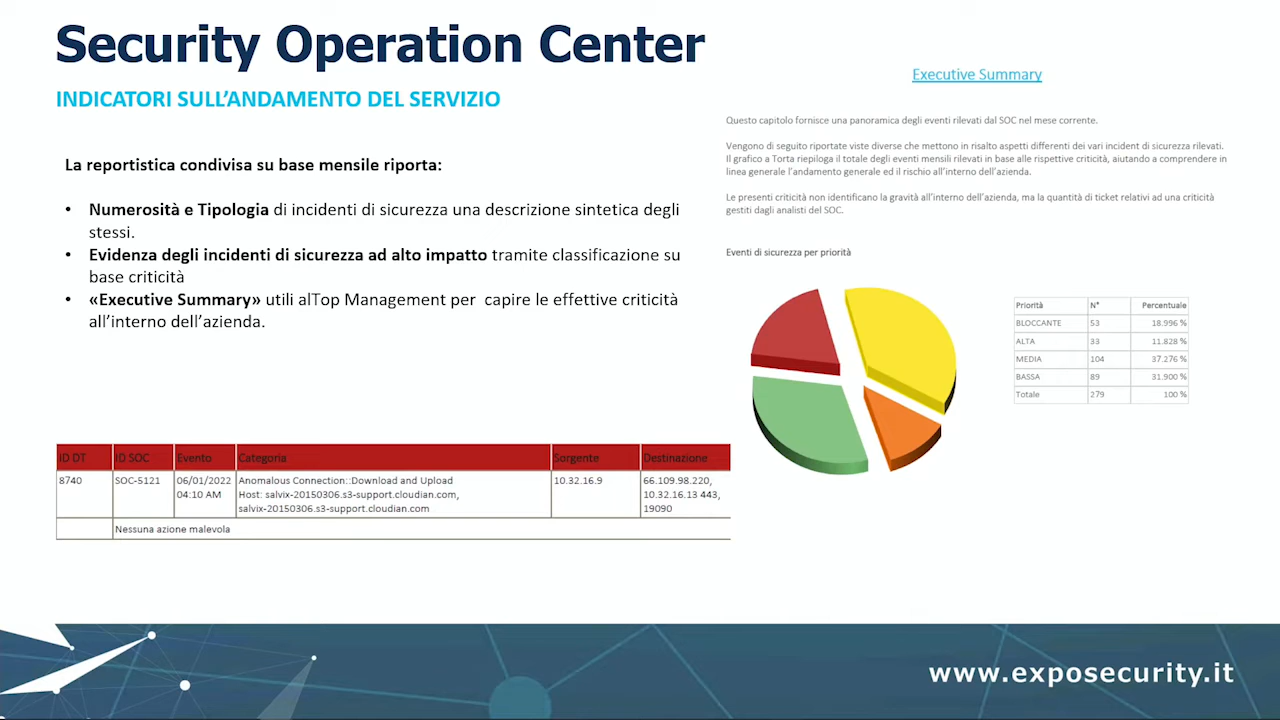 Security Operation Center
INDICATORI SULL'ANDAMENTO DEL SERVIZIO
La reportistica condivisa su base mensile riporta:
• Numerosità e Tipologia di incidenti di sicurezza una descrizione sintetica degli
stessi.
• Evidenza degli incidenti di sicurezza ad alto impatto tramite classificazione su
base criticità
• «Executive Summary» utili alTop Management per capire le effettive criticità
all'interno dell'azienda.
Executive Summary
Questo capitolo fornisce una panoramica degli eventi rilevati dal SOC nel mese corrente.
Vengono di seguito riportate viste diverse che mettono in risalto aspetti differenti dei vari incident di sicurezza rilevati.
Il grafico a Torta riepiloga il totale degli eventi mensili rilevati in base alle rispettive criticità, aiutando a comprendere in
linea generale l'andamento generale ed il rischio all'interno dell'azienda.
Le presenti criticità non identificano la gravità all'interno dell'azienda, ma la quantità di ticket relativi ad una criticità
gestiti dagli analisti del SOC.
Eventi di sicurezza per priorità
Priorità N° Percentuale
BLOCCANTE 53 18.996 %
ALTA 33 11.828 %
MEDIA 104 37.276 %
BASSA 89 31.900 %
Totale 279 100 %
ID DT ID SOC Evento Categoria Sorgente Destinazione
8740 SOC-5121 06/01/2022 Anomalous Connection::Download and Upload 10.32.16.9 66.109.98.220,
04:10 AM Host: salvix-20150306.s3-support.cloudian.com, 10.32.16.13 443,
salvix-20150306.s3-support.cloudian.com 19090
Nessuna azione malevola
www.exposecurity.it